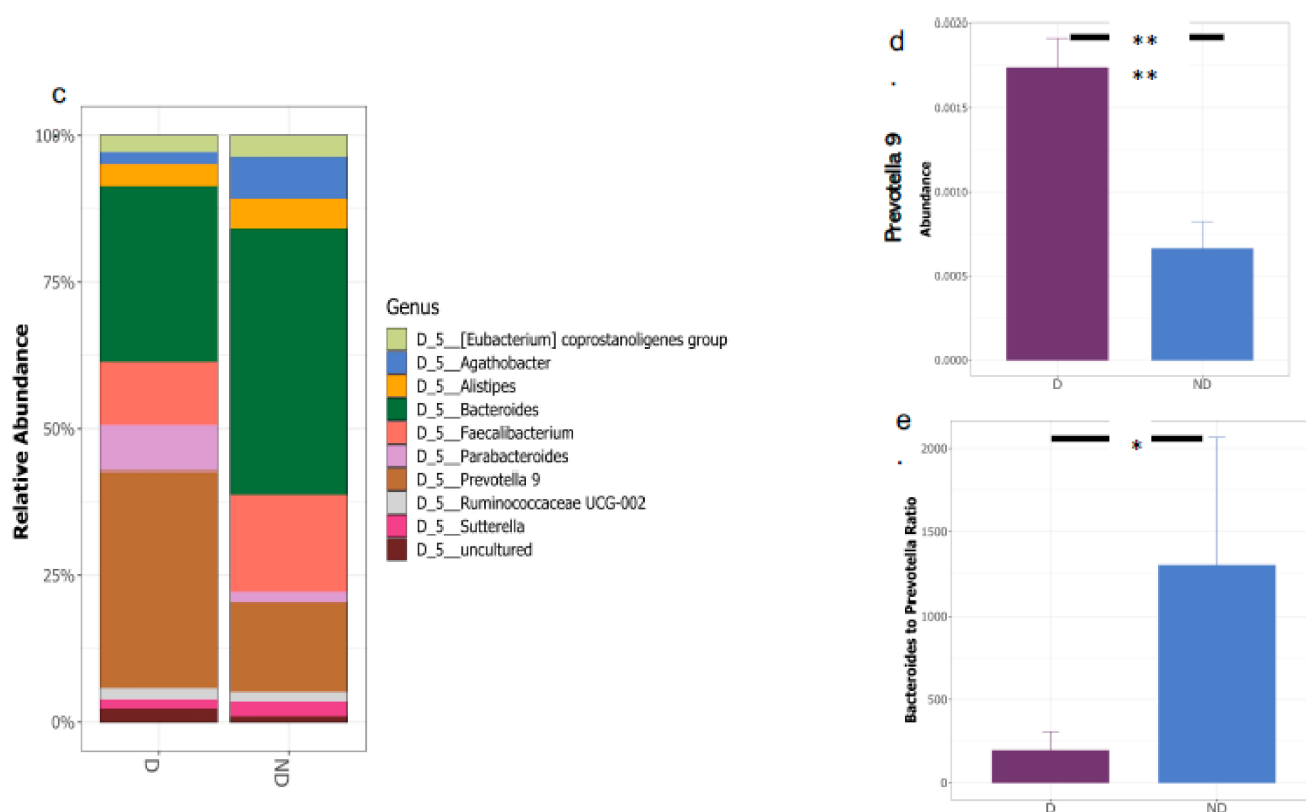 c
Relative Abundance
100%
75%
50%
25%
0%
D
ND
Genus
D_5__[Eubacterium] coprostanoligenes group
D_5__Agathobacter
D_5__Alistipes
D_5__Bacteroides
D_5__Faecalibacterium
D_5__Parabacteroides
D_5__Prevotella 9
D_5__Ruminococcaceae UCG-002
D_5__Sutterella
D_5__uncultured
d
.
Prevotella 9
Abundance
0.0020
0.0015
0.0010
0.0005
0.0000
**
**
D
ND
e
.
Bacteroides to Prevotella Ratio
2000
1500
1000
500
0
*
D
ND